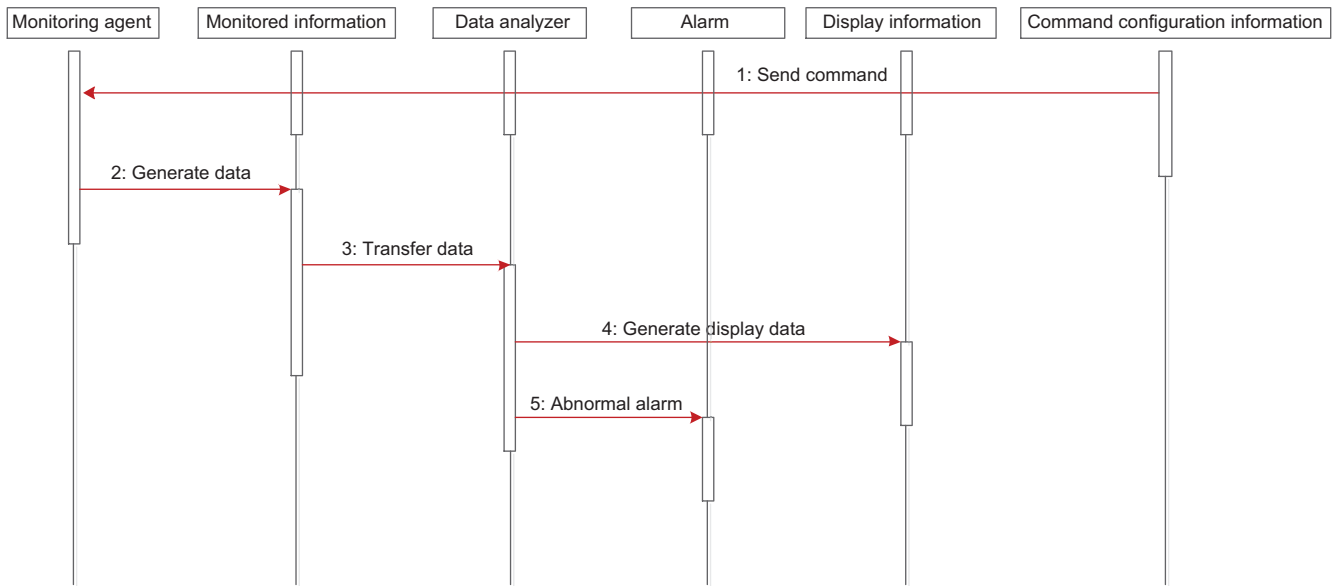 Monitoring agent
Monitored information
Data analyzer
Alarm
Display information
Command configuration information
1: Send command
2: Generate data
3: Transfer data
4: Generate display data
5: Abnormal alarm